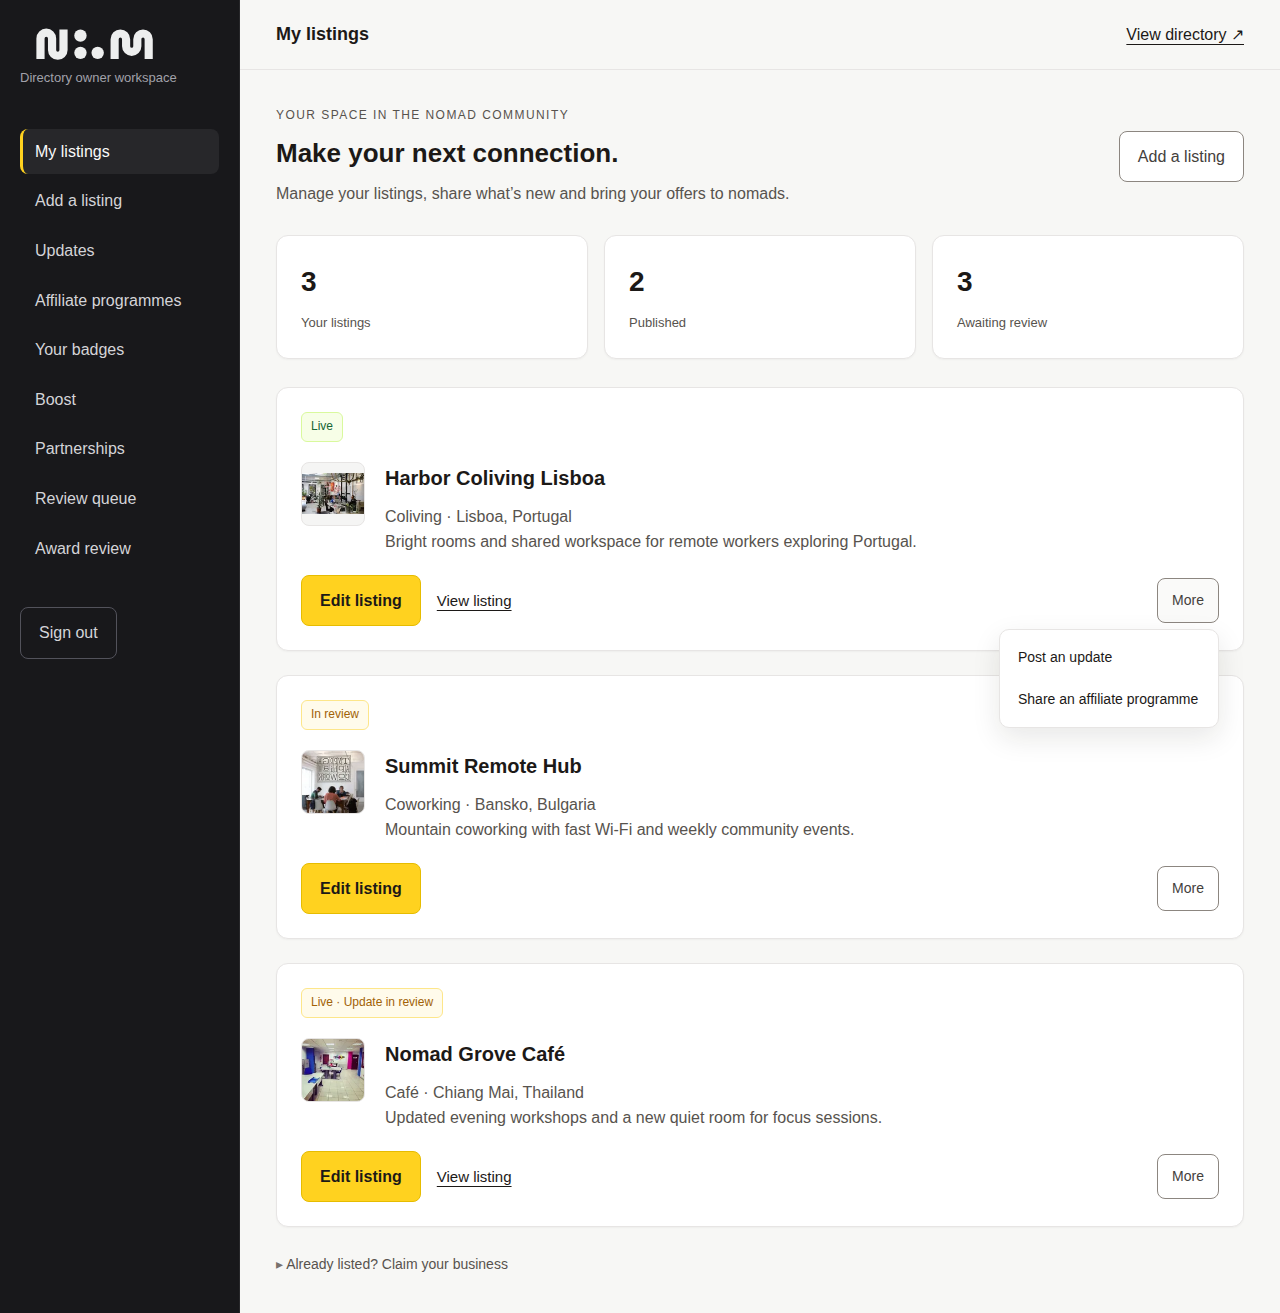 N:.M
Directory owner workspace
My listings
Add a listing
Updates
Affiliate programmes
Your badges
Boost
Partnerships
Review queue
Award review
Sign out
My listings
View directory ↗
YOUR SPACE IN THE NOMAD COMMUNITY
Make your next connection.
Manage your listings, share what’s new and bring your offers to nomads.
Add a listing
3
Your listings
2
Published
3
Awaiting review
Live
Harbor Coliving Lisboa
Coliving · Lisboa, Portugal
Bright rooms and shared workspace for remote workers exploring Portugal.
Edit listing
View listing
More
Post an update
Share an affiliate programme
In review
Summit Remote Hub
Coworking · Bansko, Bulgaria
Mountain coworking with fast Wi-Fi and weekly community events.
Edit listing
More
Live · Update in review
Nomad Grove Café
Café · Chiang Mai, Thailand
Updated evening workshops and a new quiet room for focus sessions.
Edit listing
View listing
More
▸ Already listed? Claim your business